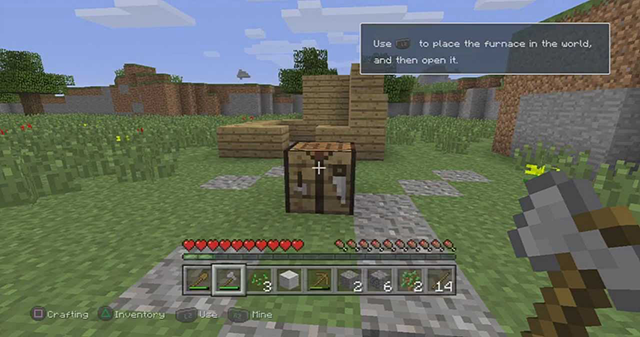 Use to place the furnace in the world,
and then open it.
3 2 6 2 14
Crafting Inventory Use Mine